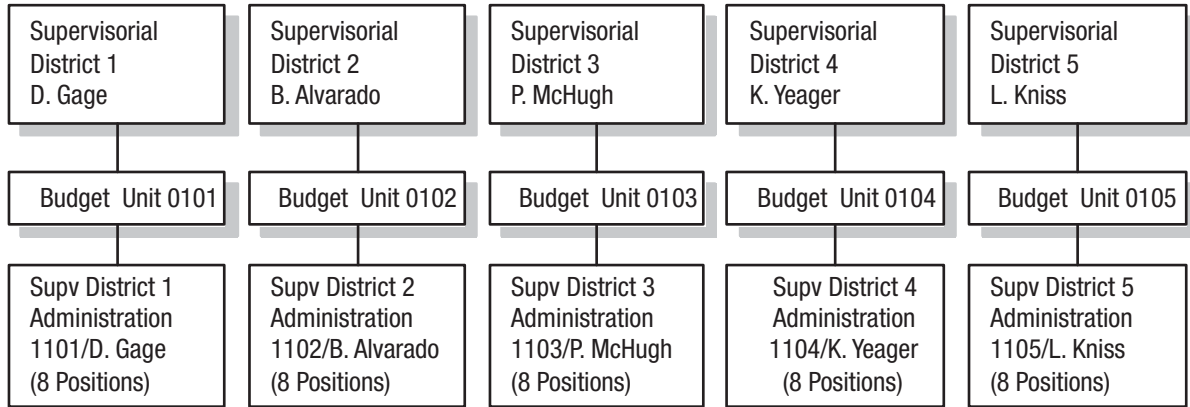 Supervisorial
District 1
D. Gage
Supervisorial
District 2
B. Alvarado
Supervisorial
District 3
P. McHugh
Supervisorial
District 4
K. Yeager
Supervisorial
District 5
L. Kniss
Budget Unit 0101
Budget Unit 0102
Budget Unit 0103
Budget Unit 0104
Budget Unit 0105
Supv District 1
Administration
1101/D. Gage
(8 Positions)
Supv District 2
Administration
1102/B. Alvarado
(8 Positions)
Supv District 3
Administration
1103/P. McHugh
(8 Positions)
Supv District 4
Administration
1104/K. Yeager
(8 Positions)
Supv District 5
Administration
1105/L. Kniss
(8 Positions)